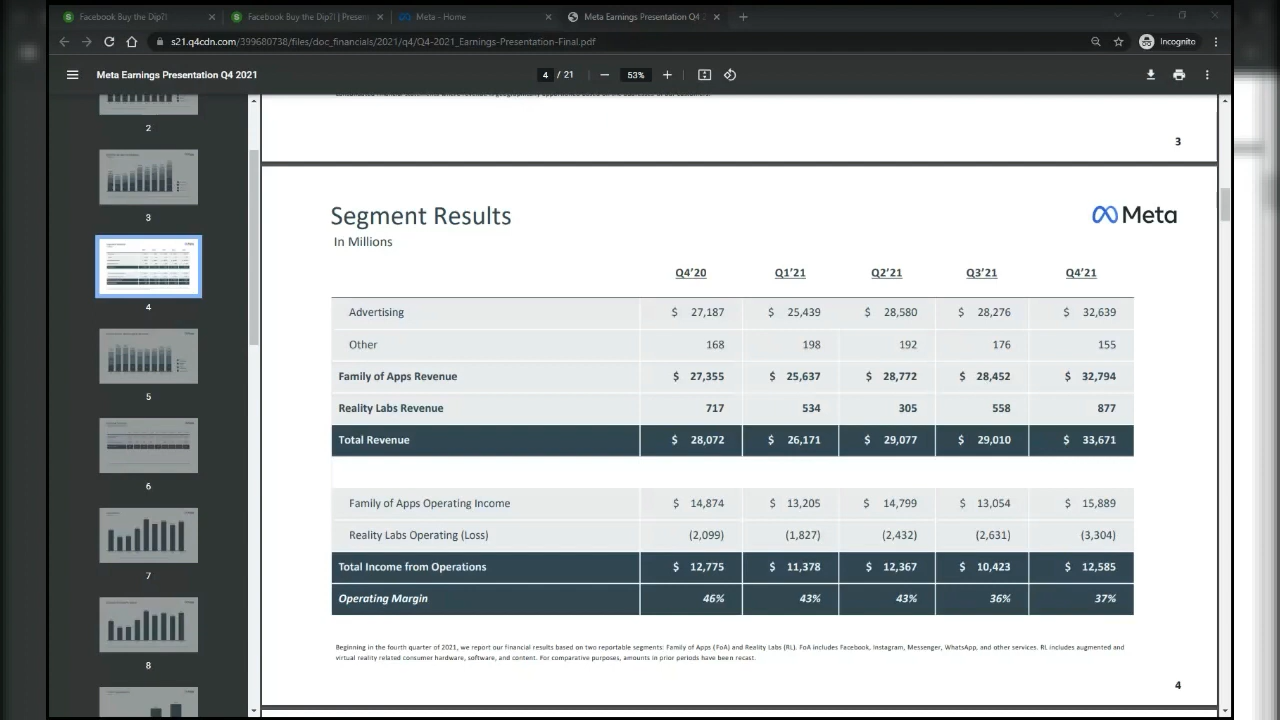 Facebook Buy the Dip?!
Facebook Buy the Dip?! | Presen
Meta - Home
Meta Earnings Presentation Q4 2
s21.q4cdn.com/399680738/files/doc_financials/2021/q4/Q4-2021_Earnings-Presentation-Final.pdf
Incognito
Meta Earnings Presentation Q4 2021
4 / 21
53%
2
3
4
5
6
7
8
3
Segment Results
Meta
In Millions
Q4'20 Q1'21 Q2'21 Q3'21 Q4'21
Advertising $ 27,187 $ 25,439 $ 28,580 $ 28,276 $ 32,639
Other 168 198 192 176 155
Family of Apps Revenue $ 27,355 $ 25,637 $ 28,772 $ 28,452 $ 32,794
Reality Labs Revenue 717 534 305 558 877
Total Revenue $ 28,072 $ 26,171 $ 29,077 $ 29,010 $ 33,671
Family of Apps Operating Income $ 14,874 $ 13,205 $ 14,799 $ 13,054 $ 15,889
Reality Labs Operating (Loss) (2,099) (1,827) (2,432) (2,631) (3,304)
Total Income from Operations $ 12,775 $ 11,378 $ 12,367 $ 10,423 $ 12,585
Operating Margin 46% 43% 43% 36% 37%
Beginning in the fourth quarter of 2021, we report our financial results based on two reportable segments: Family of Apps (FoA) and Reality Labs (RL). FoA includes Facebook, Instagram, Messenger, WhatsApp, and other services. RL includes augmented and
virtual reality related consumer hardware, software, and content. For comparative purposes, amounts in prior periods have been recast.
4